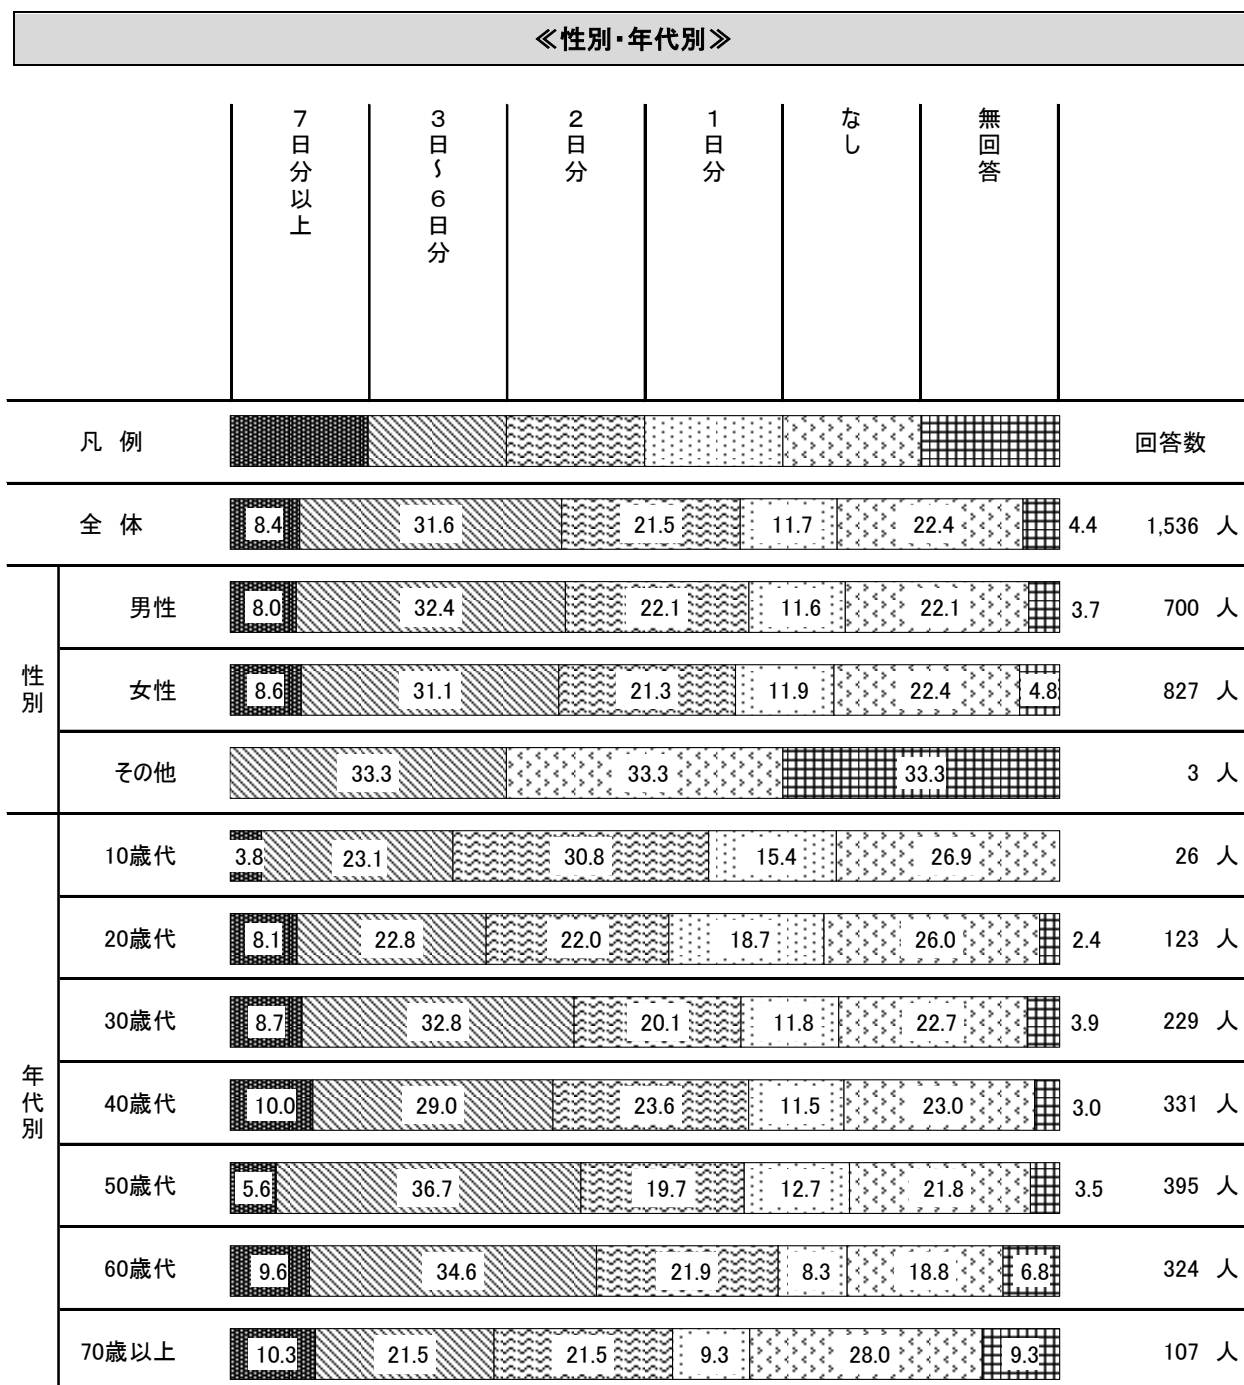 ≪性別・年代別≫
7日分以上
3日～6日分
2日分
1日分
なし
無回答
凡 例
回答数
全 体
8.4 31.6 21.5 11.7 22.4 4.4 1,536 人
性別
男性 8.0 32.4 22.1 11.6 22.1 3.7 700 人
女性 8.6 31.1 21.3 11.9 22.4 4.8 827 人
その他 33.3 33.3 33.3 3 人
年代別
10歳代 3.8 23.1 30.8 15.4 26.9 26 人
20歳代 8.1 22.8 22.0 18.7 26.0 2.4 123 人
30歳代 8.7 32.8 20.1 11.8 22.7 3.9 229 人
40歳代 10.0 29.0 23.6 11.5 23.0 3.0 331 人
50歳代 5.6 36.7 19.7 12.7 21.8 3.5 395 人
60歳代 9.6 34.6 21.9 8.3 18.8 6.8 324 人
70歳以上 10.3 21.5 21.5 9.3 28.0 9.3 107 人